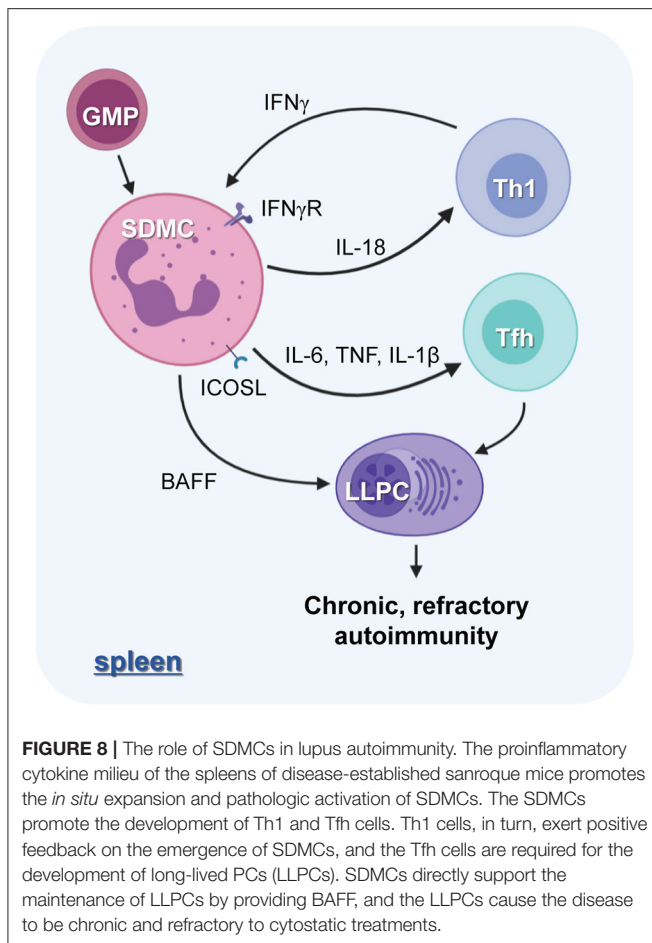 GMP
IFNγ
Th1
SDMC
IFNγR
IL-18
Tfh
IL-6, TNF, IL-1β
ICOSL
BAFF
LLPC
Chronic, refractory
autoimmunity
spleen
FIGURE 8 | The role of SDMCs in lupus autoimmunity. The proinflammatory
cytokine milieu of the spleens of disease-established sanroque mice promotes
the in situ expansion and pathologic activation of SDMCs. The SDMCs
promote the development of Th1 and Tfh cells. Th1 cells, in turn, exert positive
feedback on the emergence of SDMCs, and the Tfh cells are required for the
development of long-lived PCs (LLPCs). SDMCs directly support the
maintenance of LLPCs by providing BAFF, and the LLPCs cause the disease
to be chronic and refractory to cytostatic treatments.